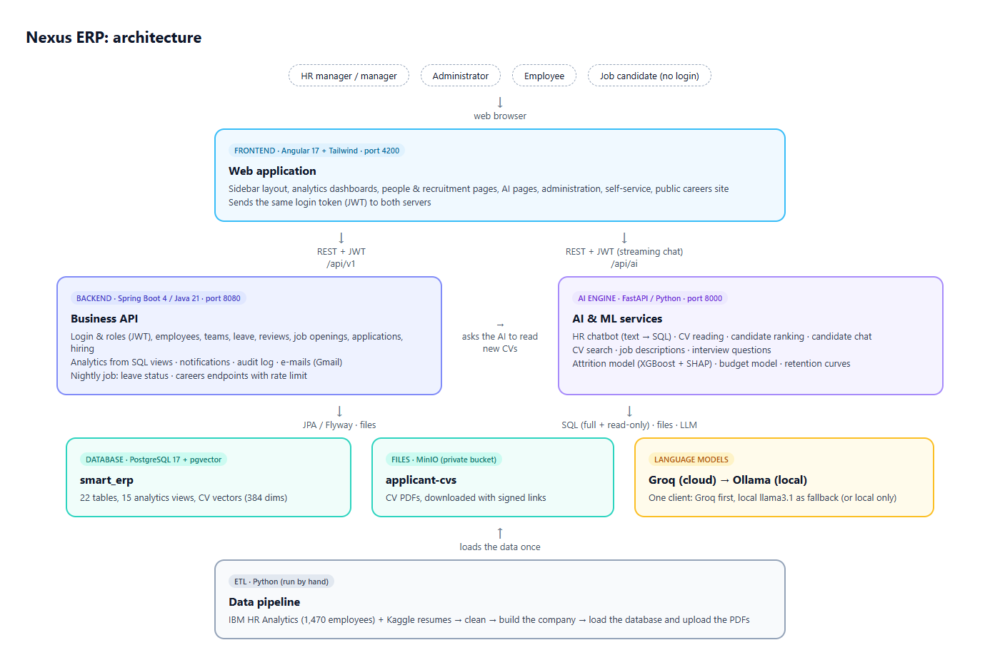 Nexus ERP: architecture
HR manager / manager
Administrator
Employee
Job candidate (no login)
↓
web browser
FRONTEND · Angular 17 + Tailwind · port 4200
Web application
Sidebar layout, analytics dashboards, people & recruitment pages, AI pages, administration, self-service, public careers site
Sends the same login token (JWT) to both servers
↓
REST + JWT
/api/v1
↓
REST + JWT (streaming chat)
/api/ai
BACKEND · Spring Boot 4 / Java 21 · port 8080
Business API
Login & roles (JWT), employees, teams, leave, reviews, job openings, applications,
hiring
Analytics from SQL views · notifications · audit log · e-mails (Gmail)
Nightly job: leave status · careers endpoints with rate limit
→
asks the AI to read
new CVs
AI ENGINE · FastAPI / Python · port 8000
AI & ML services
HR chatbot (text → SQL) · CV reading · candidate ranking · candidate chat
CV search · job descriptions · interview questions
Attrition model (XGBoost + SHAP) · budget model · retention curves
↓
JPA / Flyway · files
↓
SQL (full + read-only) · files · LLM
DATABASE · PostgreSQL 17 + pgvector
smart_erp
22 tables, 15 analytics views, CV vectors (384 dims)
FILES · MinIO (private bucket)
applicant-cvs
CV PDFs, downloaded with signed links
LANGUAGE MODELS
Groq (cloud) → Ollama (local)
One client: Groq first, local llama3.1 as fallback (or local only)
↑
loads the data once
ETL · Python (run by hand)
Data pipeline
IBM HR Analytics (1,470 employees) + Kaggle resumes → clean → build the company → load the database and upload the PDFs